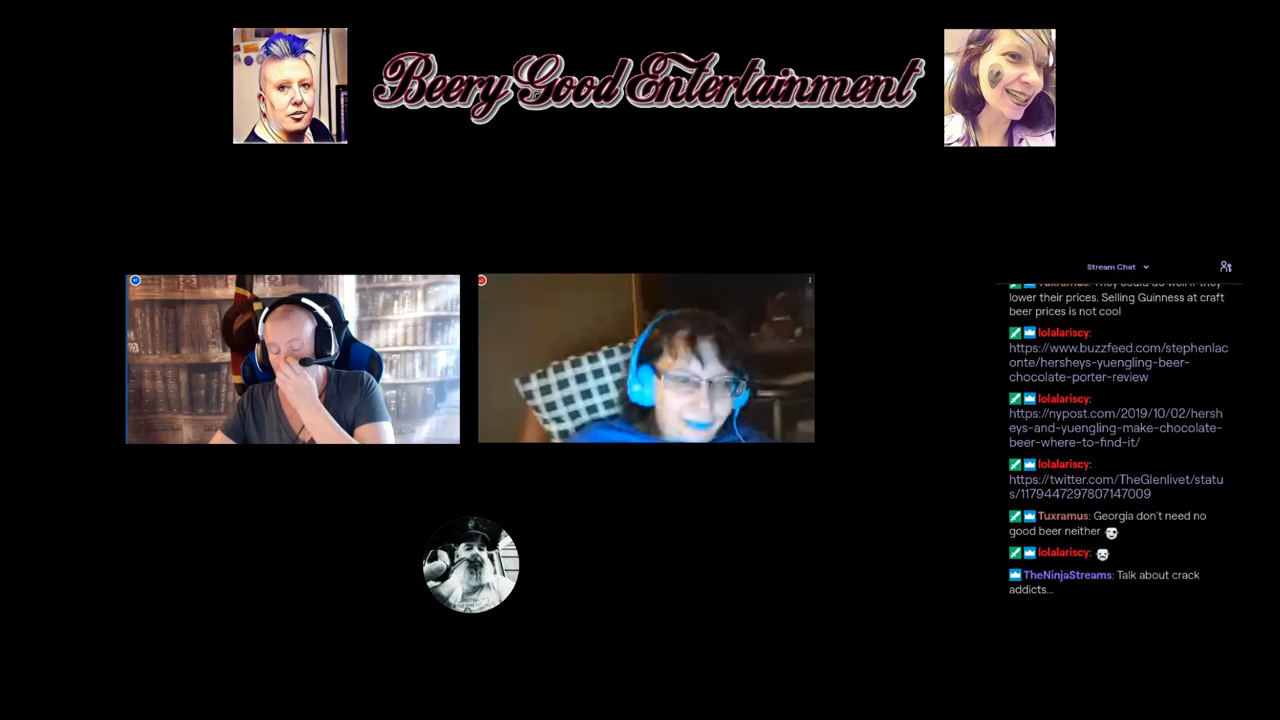 Beery Good Entertainment
Stream Chat
lower their prices. Selling Guinness at craft
beer prices is not cool
lolalariscy:
https://www.buzzfeed.com/stephenlac
onte/hersheys-yuengling-beer-
chocolate-porter-review
lolalariscy:
https://nypost.com/2019/10/02/hersh
eys-and-yuengling-make-chocolate-
beer-where-to-find-it/
lolalariscy:
https://twitter.com/TheGlenlivet/statu
s/1179447297807147009
Tuxramus: Georgia don't need no
good beer neither
lolalariscy:
TheNinjaStreams: Talk about crack
addicts...